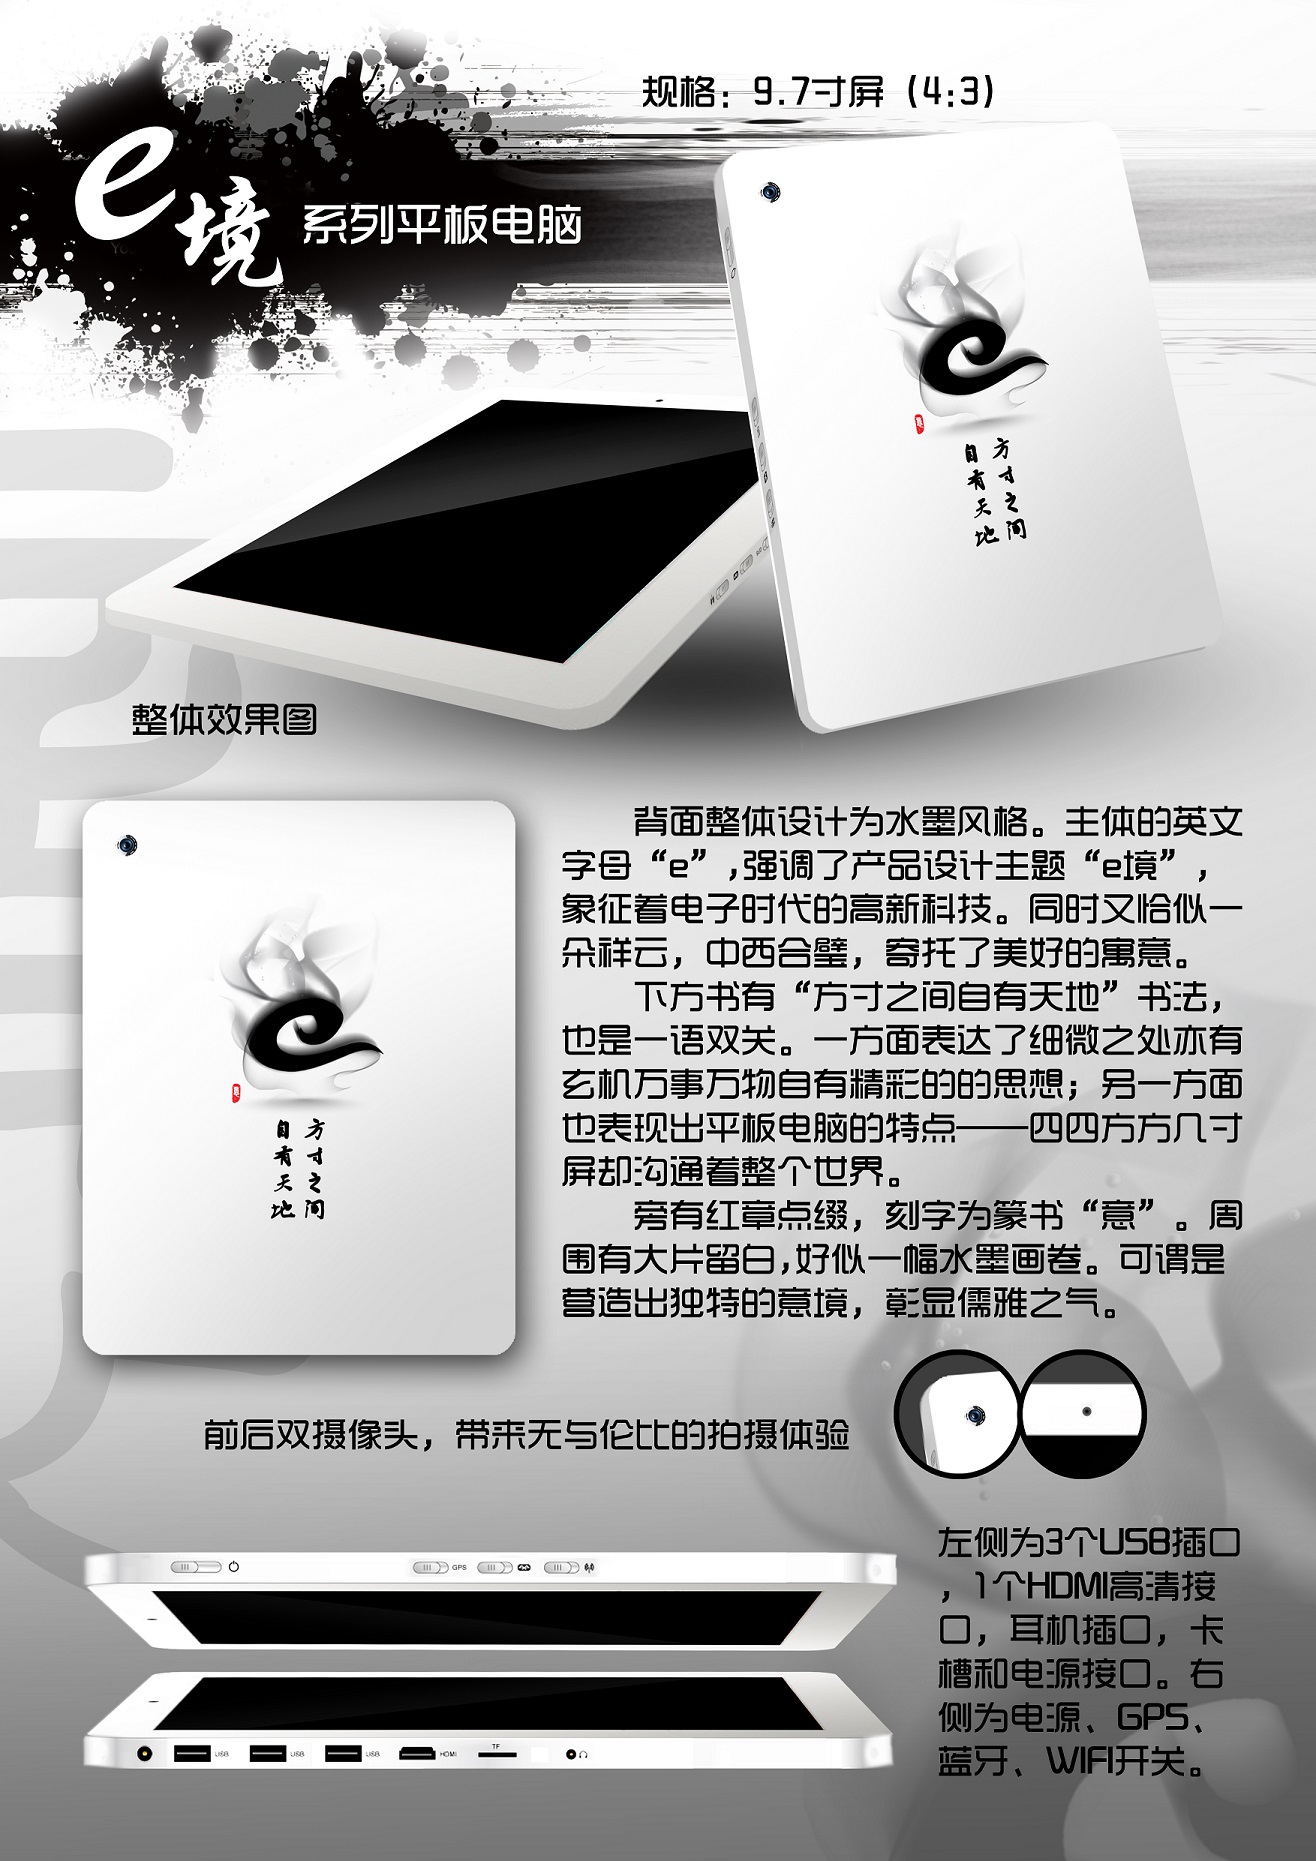 规格：9.7寸屏（4:3）
e境 系列平板电脑
方寸之间
自有天地
整体效果图
背面整体设计为水墨风格。主体的英文
字母“e”,强调了产品设计主题“e境”，
象征着电子时代的高新科技。同时又恰似一
朵祥云，中西合璧，寄托了美好的寓意。
下方书有“方寸之间自有天地”书法，
也是一语双关。一方面表达了细微之处亦有
玄机万事万物自有精彩的的思想；另一方面
也表现出平板电脑的特点——四四方方几寸
屏却沟通着整个世界。
旁有红章点缀，刻字为篆书“意”。周
围有大片留白,好似一幅水墨画卷。可谓是
营造出独特的意境，彰显儒雅之气。
方寸之间
自有天地
前后双摄像头，带来无与伦比的拍摄体验
GPS
左侧为3个USB插口
，1个HDMI高清接
口，耳机插口，卡
槽和电源接口。右
侧为电源、GPS、
蓝牙、WIFI开关。
USB USB USB HDMI TF